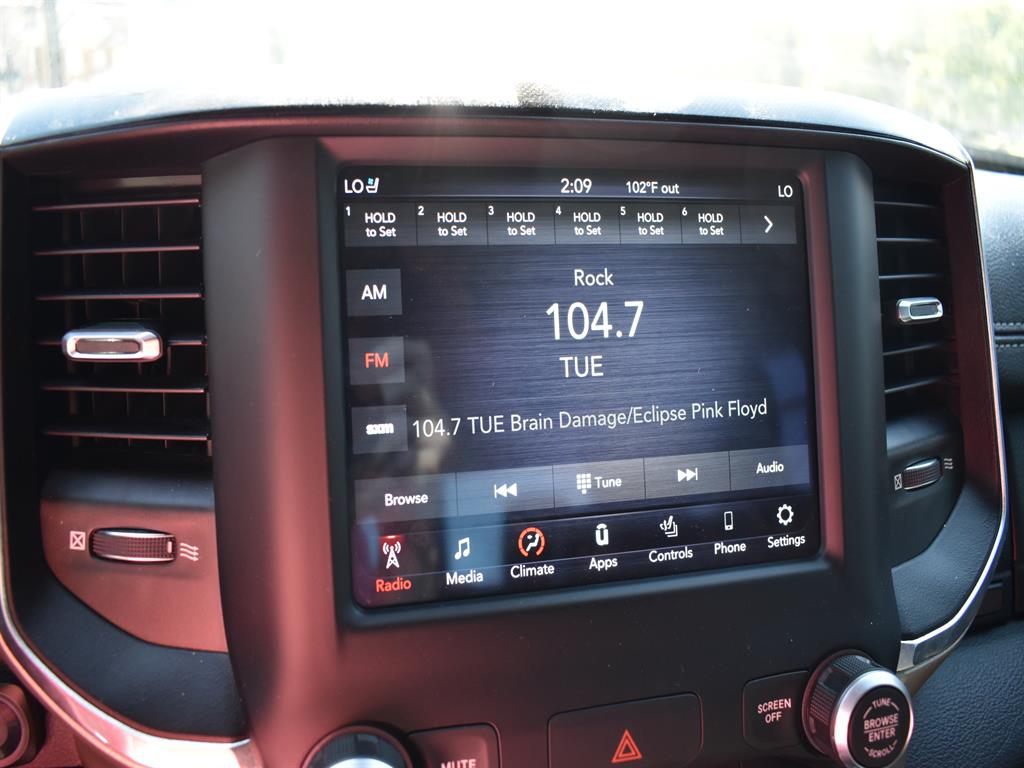 LO 2:09 102°F out LO
1 HOLD to Set 2 HOLD to Set 3 HOLD to Set 4 HOLD to Set 5 HOLD to Set 6 HOLD to Set >
AM
Rock
104.7
FM
TUE
sxm
104.7 TUE Brain Damage/Eclipse Pink Floyd
Browse Tune Audio
Radio Media Climate Apps Controls Phone Settings
MUTE
SCREEN
OFF
TUNE
BROWSE
ENTER
SCROLL